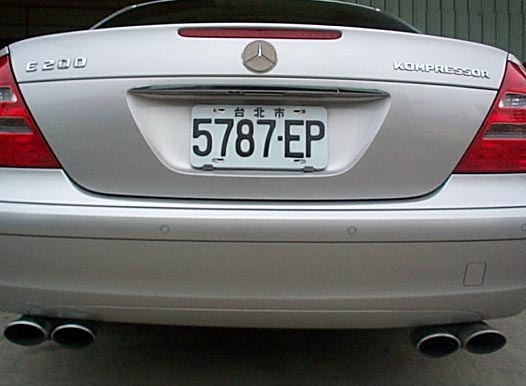 E 200
KOMPRESSOR
台北市
5787-EP